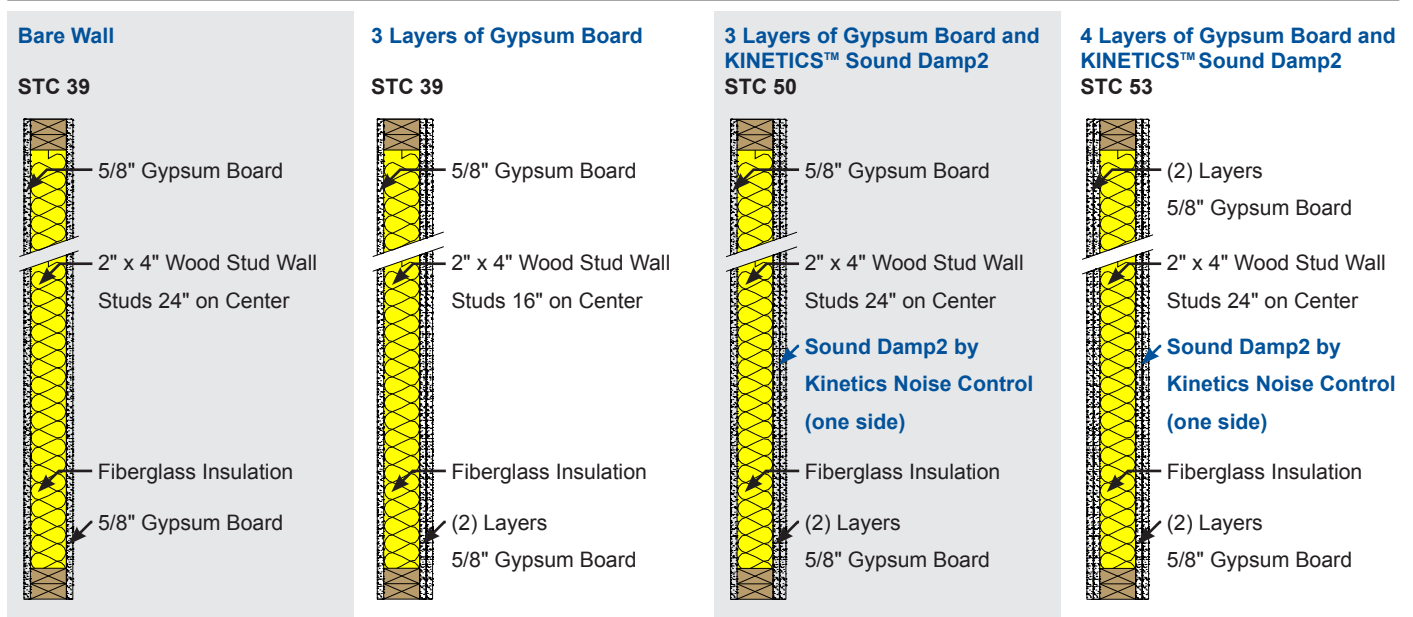 Bare Wall
STC 39
5/8" Gypsum Board
2" x 4" Wood Stud Wall
Studs 24" on Center
Fiberglass Insulation
5/8" Gypsum Board
3 Layers of Gypsum Board
STC 39
5/8" Gypsum Board
2" x 4" Wood Stud Wall
Studs 16" on Center
Fiberglass Insulation
(2) Layers
5/8" Gypsum Board
3 Layers of Gypsum Board and
KINETICS™ Sound Damp2
STC 50
5/8" Gypsum Board
2" x 4" Wood Stud Wall
Studs 24" on Center
Sound Damp2 by
Kinetics Noise Control
(one side)
Fiberglass Insulation
(2) Layers
5/8" Gypsum Board
4 Layers of Gypsum Board and
KINETICS™ Sound Damp2
STC 53
(2) Layers
5/8" Gypsum Board
2" x 4" Wood Stud Wall
Studs 24" on Center
Sound Damp2 by
Kinetics Noise Control
(one side)
Fiberglass Insulation
(2) Layers
5/8" Gypsum Board